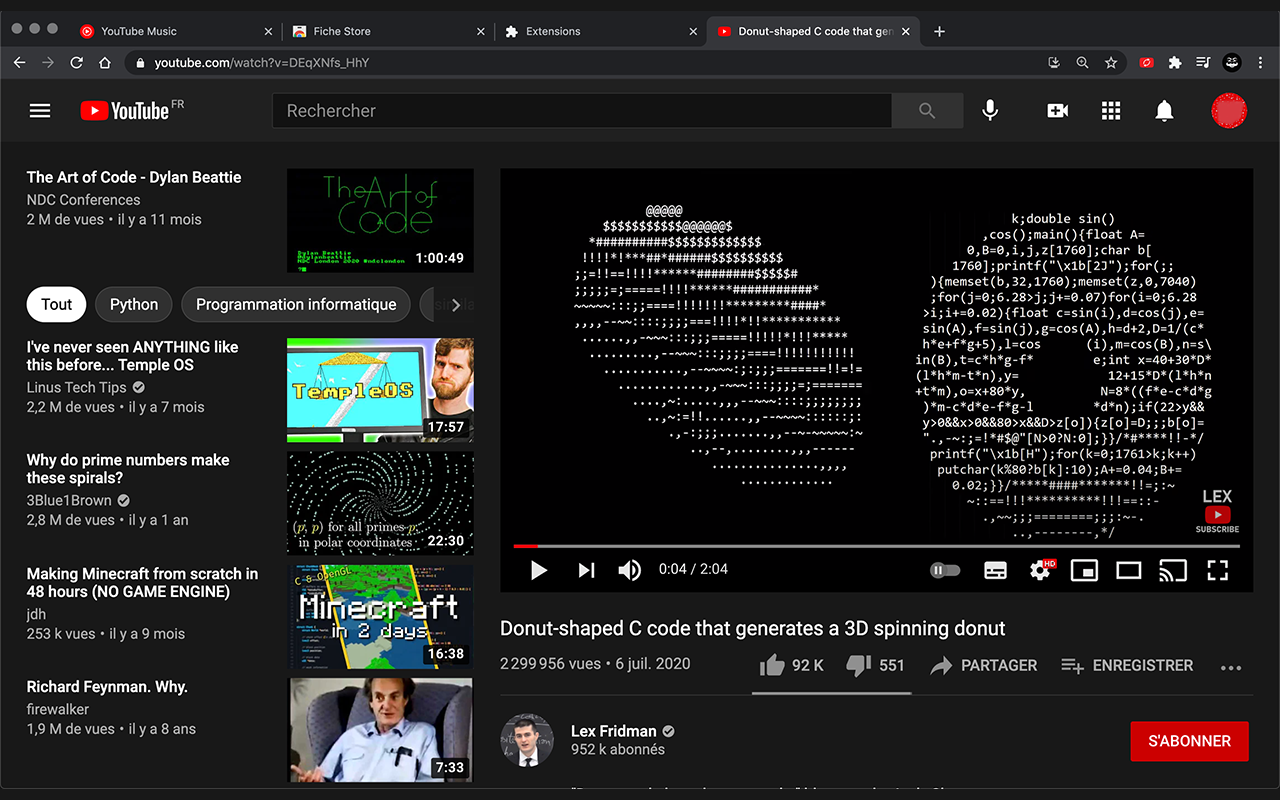 YouTube Music
Fiche Store
Extensions
Donut-shaped C code that gen
youtube.com/watch?v=DEqXNfs_HhY
YouTube FR
Rechercher
The Art of Code - Dylan Beattie
NDC Conferences
2 M de vues • il y a 11 mois
The Art of
Code
Dylan Beattie
@dylanbeattie
NDC London 2020 #ndclondon
1:00:49
Tout
Python
Programmation informatique
I've never seen ANYTHING like
this before... Temple OS
Linus Tech Tips
2,2 M de vues • il y a 7 mois
TempleOS
17:57
Why do prime numbers make
these spirals?
3Blue1Brown
2,8 M de vues • il y a 1 an
(p, p) for all primes p,
in polar coordinates
22:30
Making Minecraft from scratch in
48 hours (NO GAME ENGINE)
jdh
253 k vues • il y a 9 mois
C & OpenGL
Minecraft
in 2 days
16:38
Richard Feynman. Why.
firewalker
1,9 M de vues • il y a 8 ans
7:33
k;double sin()
,cos();main(){float A=
0,B=0,i,j,z[1760];char b[
1760];printf("\x1b[2J");for(;;
){memset(b,32,1760);memset(z,0,7040)
;for(j=0;6.28>j;j+=0.07)for(i=0;6.28
>i;i+=0.02){float c=sin(i),d=cos(j),e=
sin(A),f=sin(j),g=cos(A),h=d+2,D=1/(c*
h*e+f*g+5),l=cos (i),m=cos(B),n=s\
in(B),t=c*h*g-f* e;int x=40+30*D*
(l*h*m-t*n),y= 12+15*D*(l*h*n
+t*m),o=x+80*y, N=8*((f*e-c*d*g
)*m-c*d*e-f*g-l *d*n);if(22>y&&
y>0&&x>0&&80>x&&D>z[o]){z[o]=D;;;b[o]=
".,-~:;=!*#$@"[N>0?N:0];}}/*#****!!-*/
printf("\x1b[H");for(k=0;1761>k;k++)
putchar(k%80?b[k]:10);A+=0.04;B+=
0.02;}}/*****####*******!!=;:~
~::==!!!**********!!!==::-
.,~~;;;========;;;:~-.
..,--------,*/
LEX
SUBSCRIBE
0:04 / 2:04
HD
Donut-shaped C code that generates a 3D spinning donut
2 299 956 vues • 6 juil. 2020
92 K
551
PARTAGER
ENREGISTRER
Lex Fridman
952 k abonnés
S'ABONNER